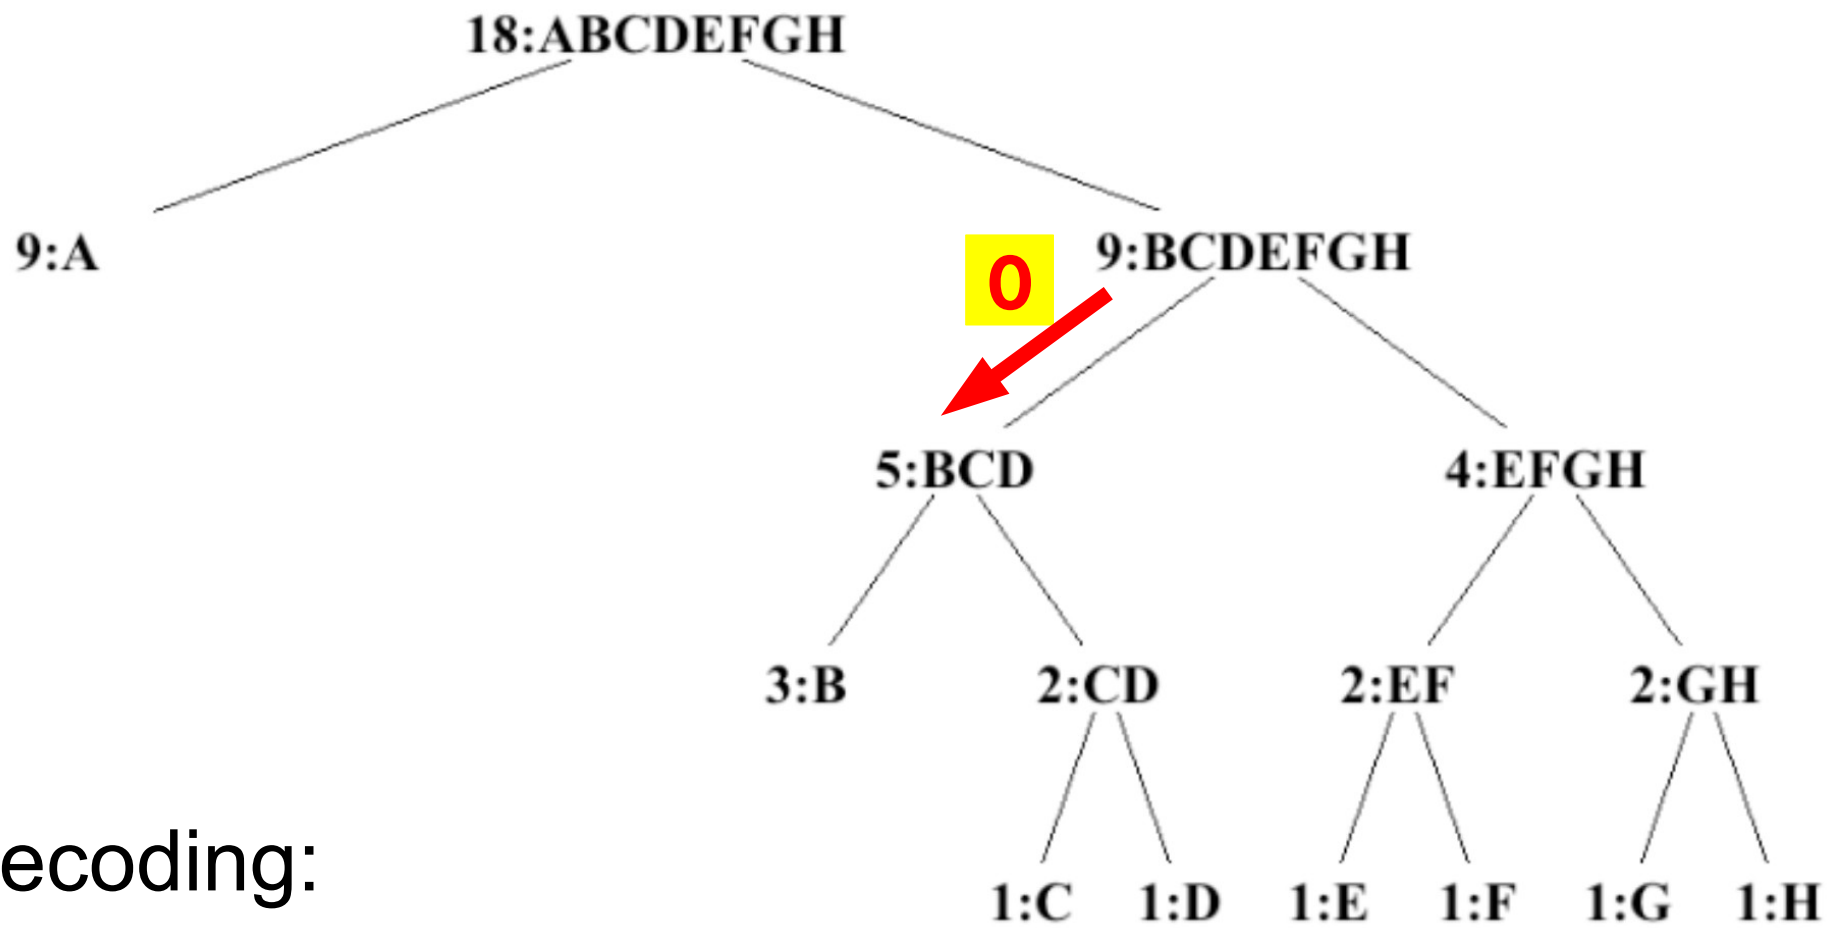 18:ABCDEFGH
9:A
9:BCDEFGH
0
5:BCD
4:EFGH
3:B
2:CD
2:EF
2:GH
ecoding:
1:C
1:D
1:E
1:F
1:G
1:H